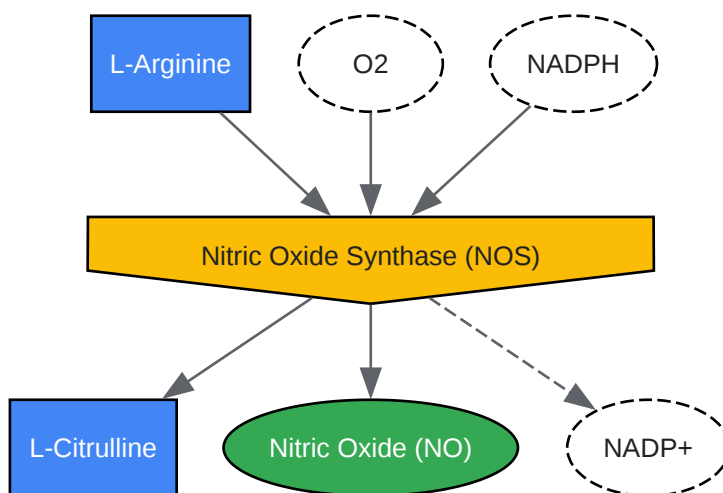 L-Arginine
O2
NADPH
Nitric Oxide Synthase (NOS)
L-Citrulline
Nitric Oxide (NO)
NADP+